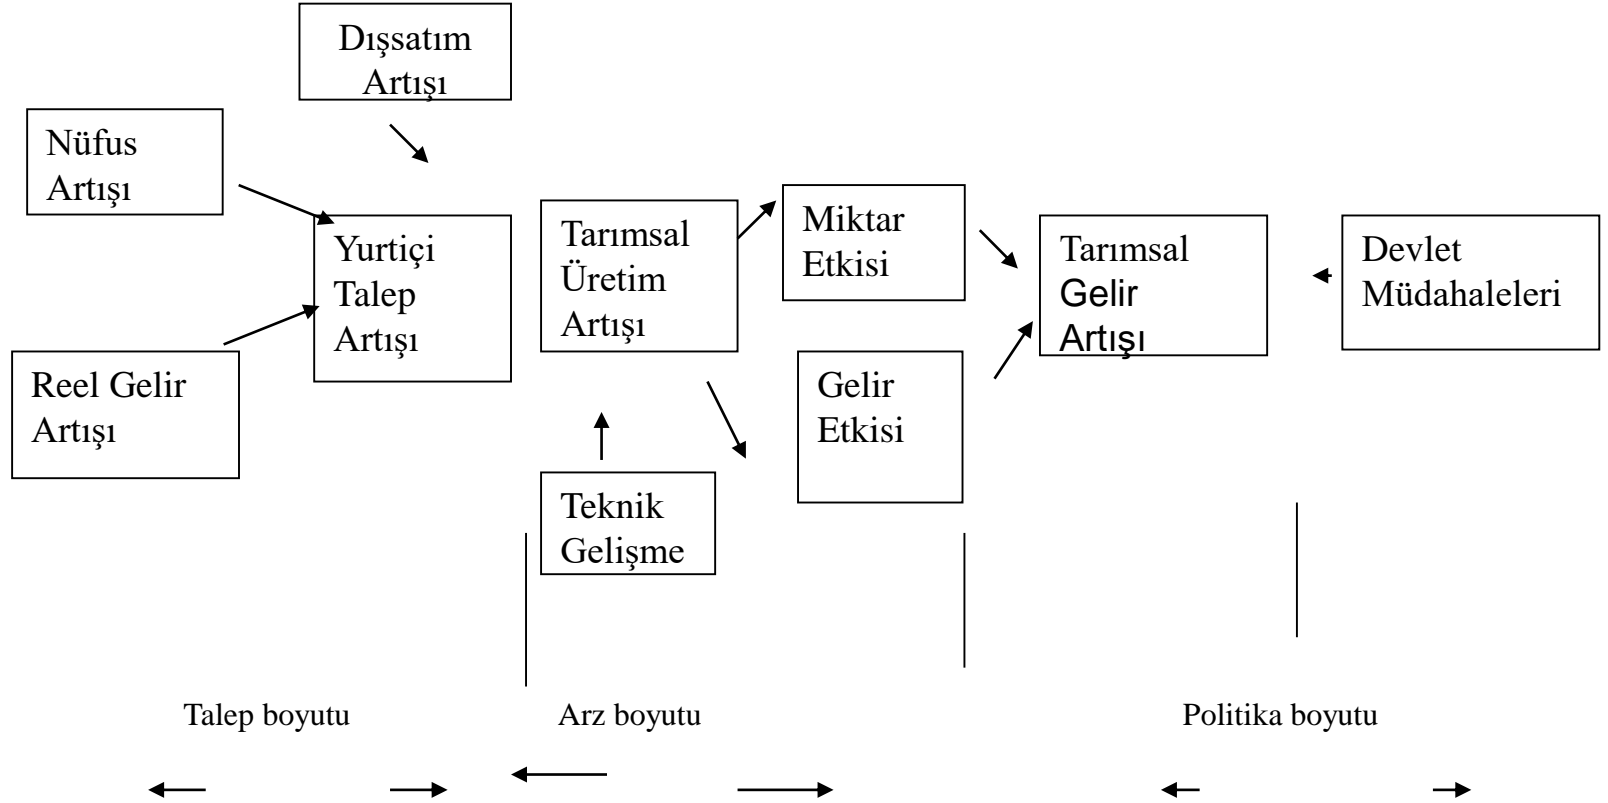 Dışsatım
Artışı
Nüfus
Artışı
Yurtiçi
Talep
Artışı
Reel Gelir
Artışı
Tarımsal
Üretim
Artışı
Teknik
Gelişme
Miktar
Etkisi
Gelir
Etkisi
Tarımsal
Gelir
Artışı
Devlet
Müdahaleleri
Talep boyutu
Arz boyutu
Politika boyutu